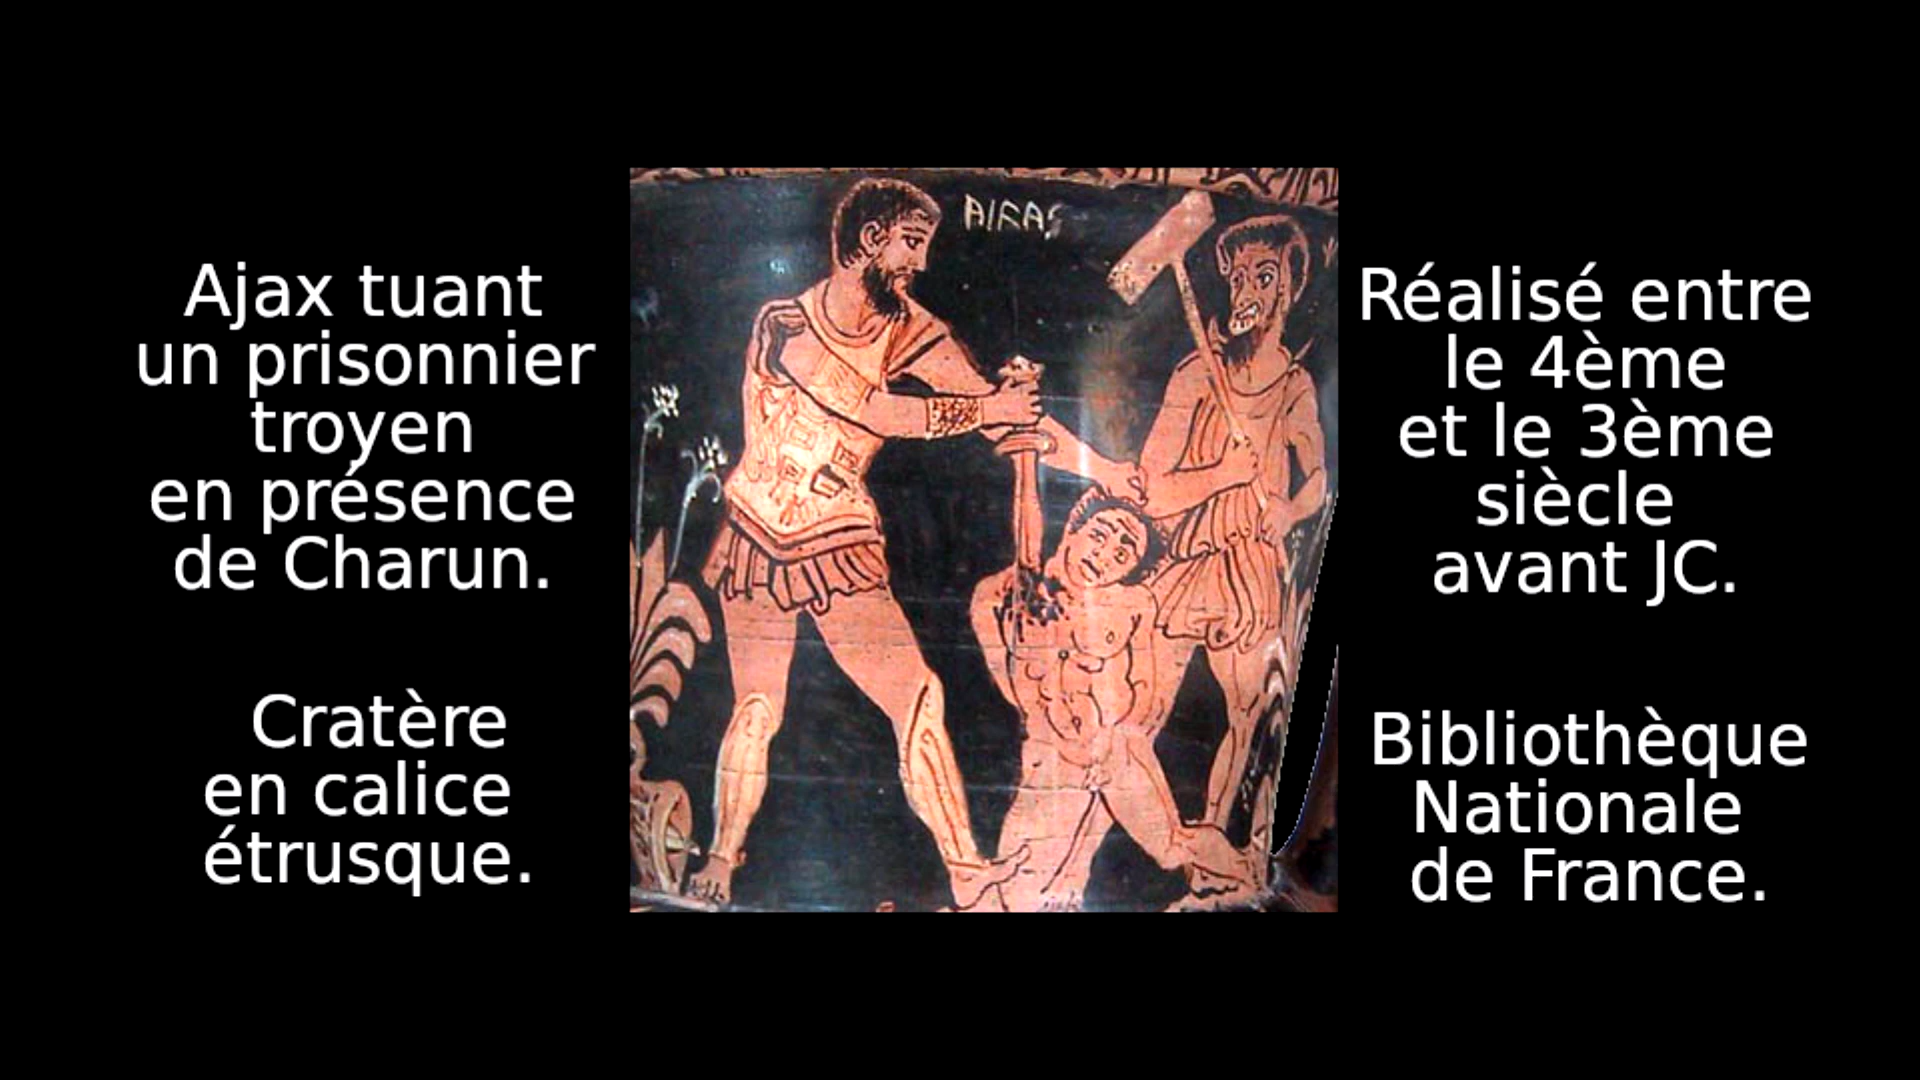 Ajax tuant
un prisonnier
troyen
en présence
de Charun.
Cratère
en calice
étrusque.
AIFAS
Réalisé entre
le 4ème
et le 3ème
siècle
avant JC.
Bibliothèque
Nationale
de France.